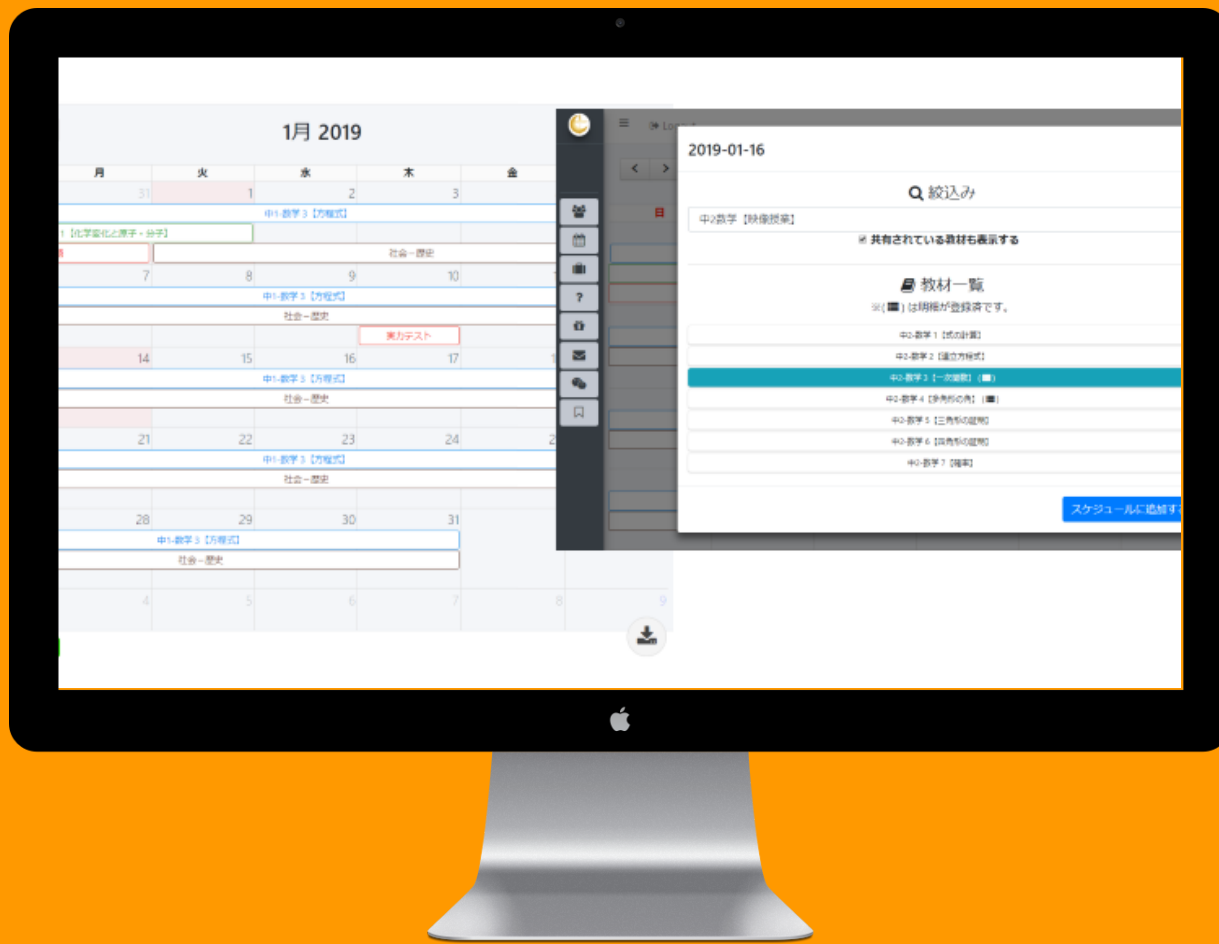 1月 2019
月 火 水 木 金
31 1 2 3
中1-数学 3【方程式】
1【化学変化と原子・分子】
社会－歴史
7 8 9 10
中1-数学 3【方程式】
社会－歴史
実力テスト
14 15 16 17
中1-数学 3【方程式】
社会－歴史
21 22 23 24
中1-数学 3【方程式】
社会－歴史
28 29 30 31
中1-数学 3【方程式】
社会－歴史
4 5 6 7 8 9
日
2019-01-16
絞込み
中2数学【映像授業】
共有されている教材も表示する
教材一覧
※( ) は明細が登録済です。
中2-数学 1【式の計算】
中2-数学 2【連立方程式】
中2-数学 3【一次関数】( )
中2-数学 4【多角形の角】( )
中2-数学 5【三角形の証明】
中2-数学 6【四角形の証明】
中2-数学 7【確率】
スケジュールに追加す